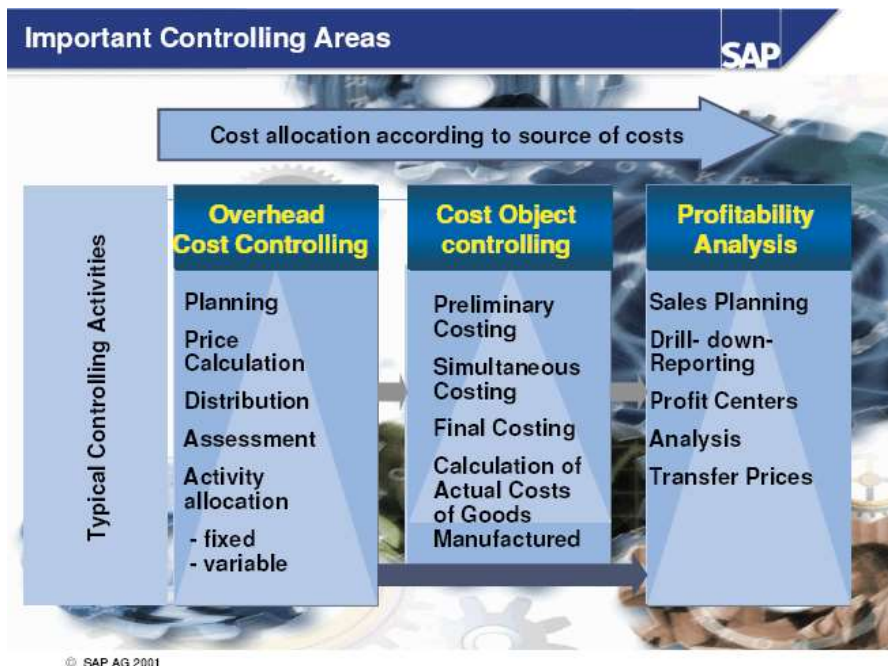 Important Controlling Areas
SAP
Cost allocation according to source of costs
Typical Controlling Activities
Overhead
Cost Controlling
Planning
Price
Calculation
Distribution
Assessment
Activity
allocation
- fixed
- variable
Cost Object
controlling
Preliminary
Costing
Simultaneous
Costing
Final Costing
Calculation of
Actual Costs
of Goods
Manufactured
Profitability
Analysis
Sales Planning
Drill- down-
Reporting
Profit Centers
Analysis
Transfer Prices
© SAP AG 2001